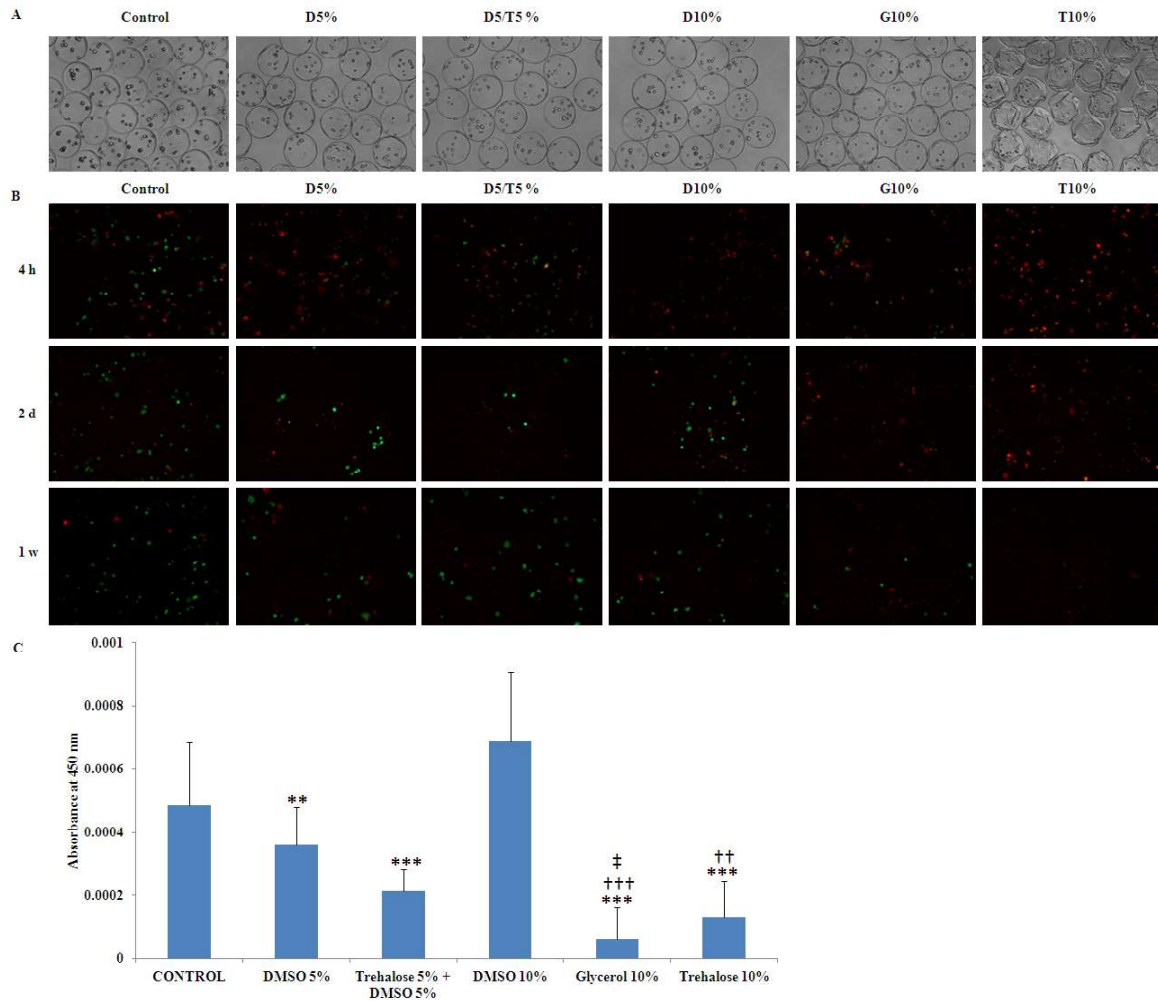 A
Control D5% D5/T5% D10% G10% T10%
Control D5% D5/T5 % D10% G10% T10%
B
4 h
2 d
1 w
C
0.001
0.0008
0.0006
0.0004
0.0002
0
Absorbance at 450 nm
**
***
‡
†††
***
††
***
CONTROL DMSO 5% Trehalose 5% + DMSO 10% Glycerol 10% Trehalose 10%
DMSO 5%